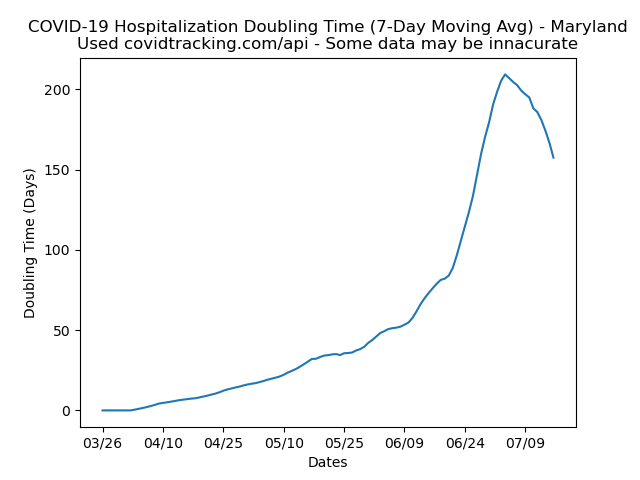 COVID-19 Hospitalization Doubling Time (7-Day Moving Avg) - Maryland
Used covidtracking.com/api - Some data may be innacurate
200
150
100
50
0
Doubling Time (Days)
03/26 04/10 04/25 05/10 05/25 06/09 06/24 07/09
Dates